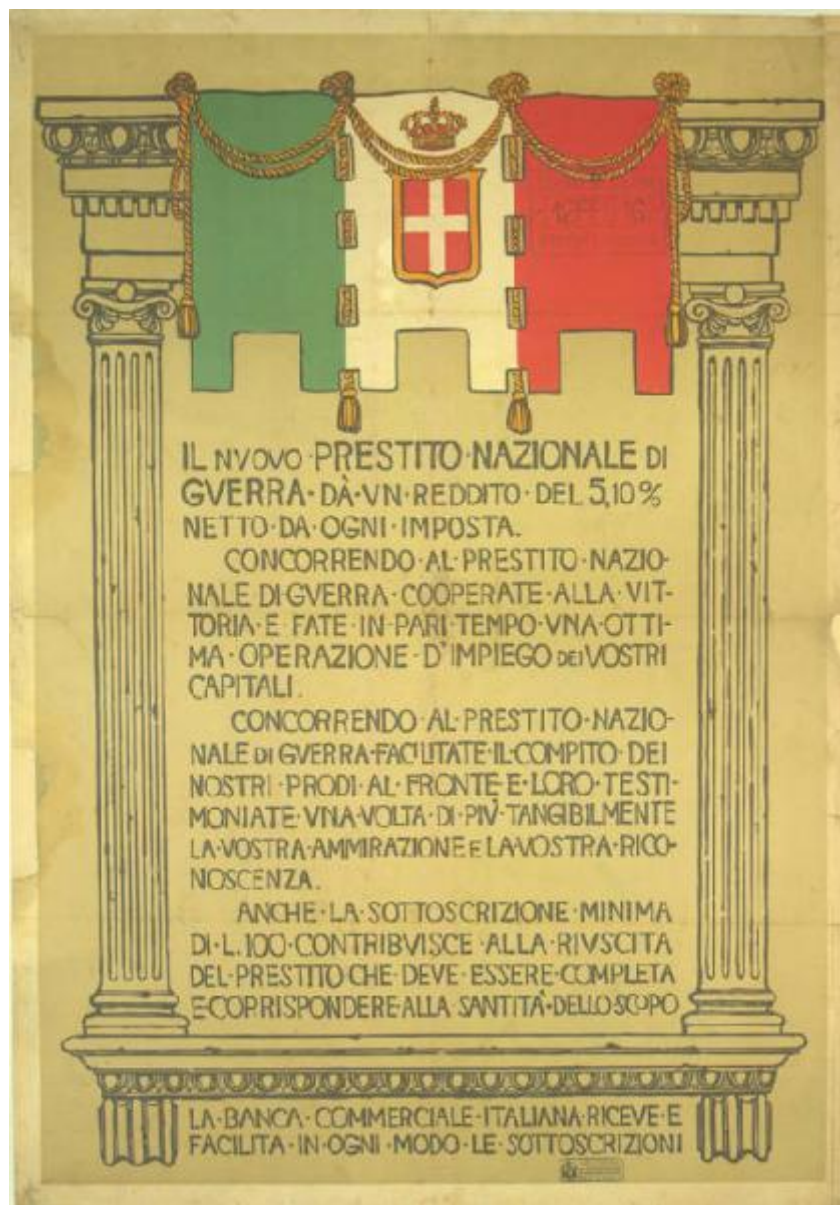 IL NVOVO·PRESTITO·NAZIONALE DI
GVERRA·DÀ·VN·REDDITO·DEL 5,10%
NETTO·DA·OGNI·IMPOSTA.
CONCORRENDO·AL·PRESTITO·NAZIO-
NALE DI·GVERRA·COOPERATE·ALLA·VIT-
TORIA·E FATE·IN·PARI·TEMPO·VNA·OTTI-
MA·OPERAZIONE·D'IMPIEGO DEI VOSTRI
CAPITALI.
CONCORRENDO·AL·PRESTITO·NAZIO-
NALE DI GVERRA·FACILITATE·IL·COMPITO·DEI
NOSTRI·PRODI·AL·FRONTE·E·LORO·TESTI-
MONIATE·VNA·VOLTA·DI·PIV̀·TANGIBILMENTE
LA·VOSTRA·AMMIRAZIONE E LA·VOSTRA·RICO-
NOSCENZA.
ANCHE·LA·SOTTOSCRIZIONE·MINIMA
DI·L.100·CONTRIBVISCE·ALLA·RIVSCITA
DEL·PRESTITO CHE·DEVE·ESSERE·COMPLETA
E·CORRISPONDERE·ALLA SANTITÀ·DELLO SCOPO
LA·BANCA·COMMERCIALE·ITALIANA·RICEVE·E
FACILITA·IN·OGNI·MODO·LE·SOTTOSCRIZIONI